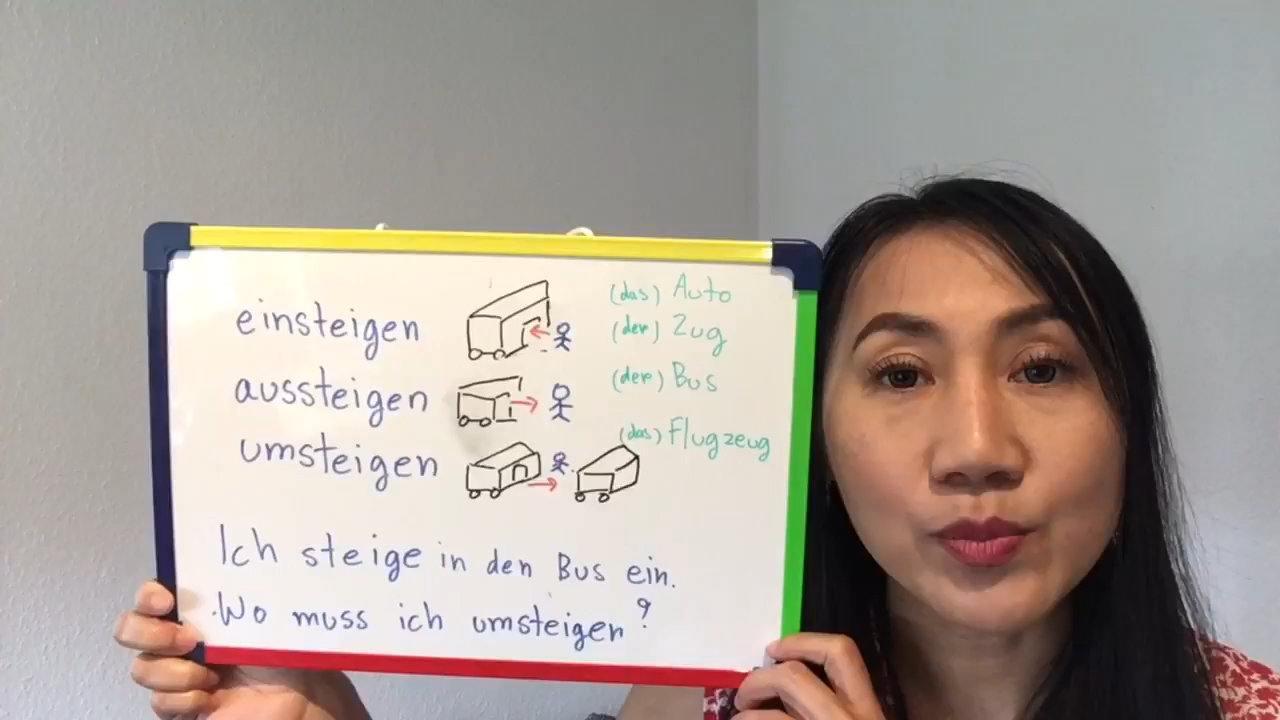 einsteigen
aussteigen
umsteigen
(das) Auto
(der) Zug
(der) Bus
(das) Flugzeug
Ich steige in den Bus ein.
Wo muss ich umsteigen?